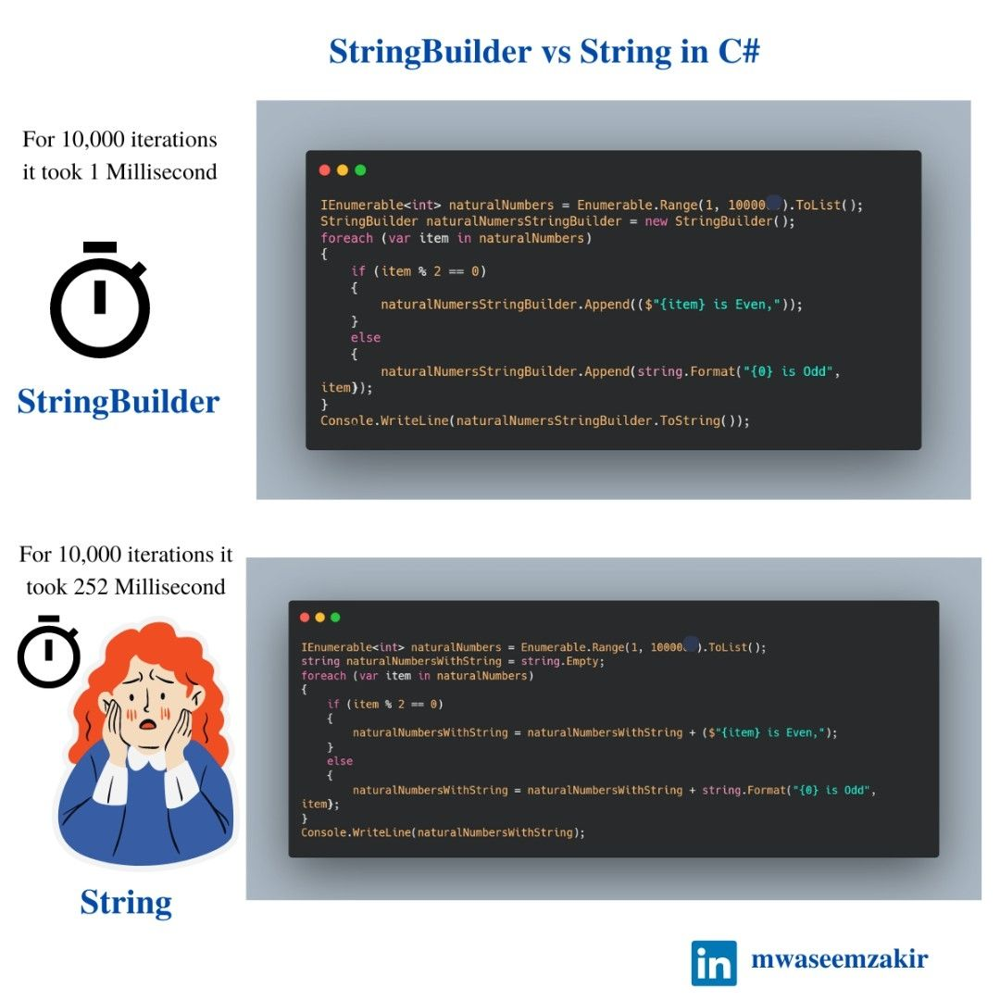 StringBuilder vs String in C#
For 10,000 iterations
it took 1 Millisecond
StringBuilder
IEnumerable<int> naturalNumbers = Enumerable.Range(1, 10000).ToList();
StringBuilder naturalNumersStringBuilder = new StringBuilder();
foreach (var item in naturalNumbers)
{
    if (item % 2 == 0)
    {
        naturalNumersStringBuilder.Append(($"{item} is Even,"));
    }
    else
    {
        naturalNumersStringBuilder.Append(string.Format("{0} is Odd",
item});
}
Console.WriteLine(naturalNumersStringBuilder.ToString());
For 10,000 iterations it
took 252 Millisecond
String
IEnumerable<int> naturalNumbers = Enumerable.Range(1, 10000).ToList();
string naturalNumbersWithString = string.Empty;
foreach (var item in naturalNumbers)
{
    if (item % 2 == 0)
    {
        naturalNumbersWithString = naturalNumbersWithString + ($"{item} is Even,");
    }
    else
    {
        naturalNumbersWithString = naturalNumbersWithString + string.Format("{0} is Odd",
item};
}
Console.WriteLine(naturalNumbersWithString);
in mwaseemzakir